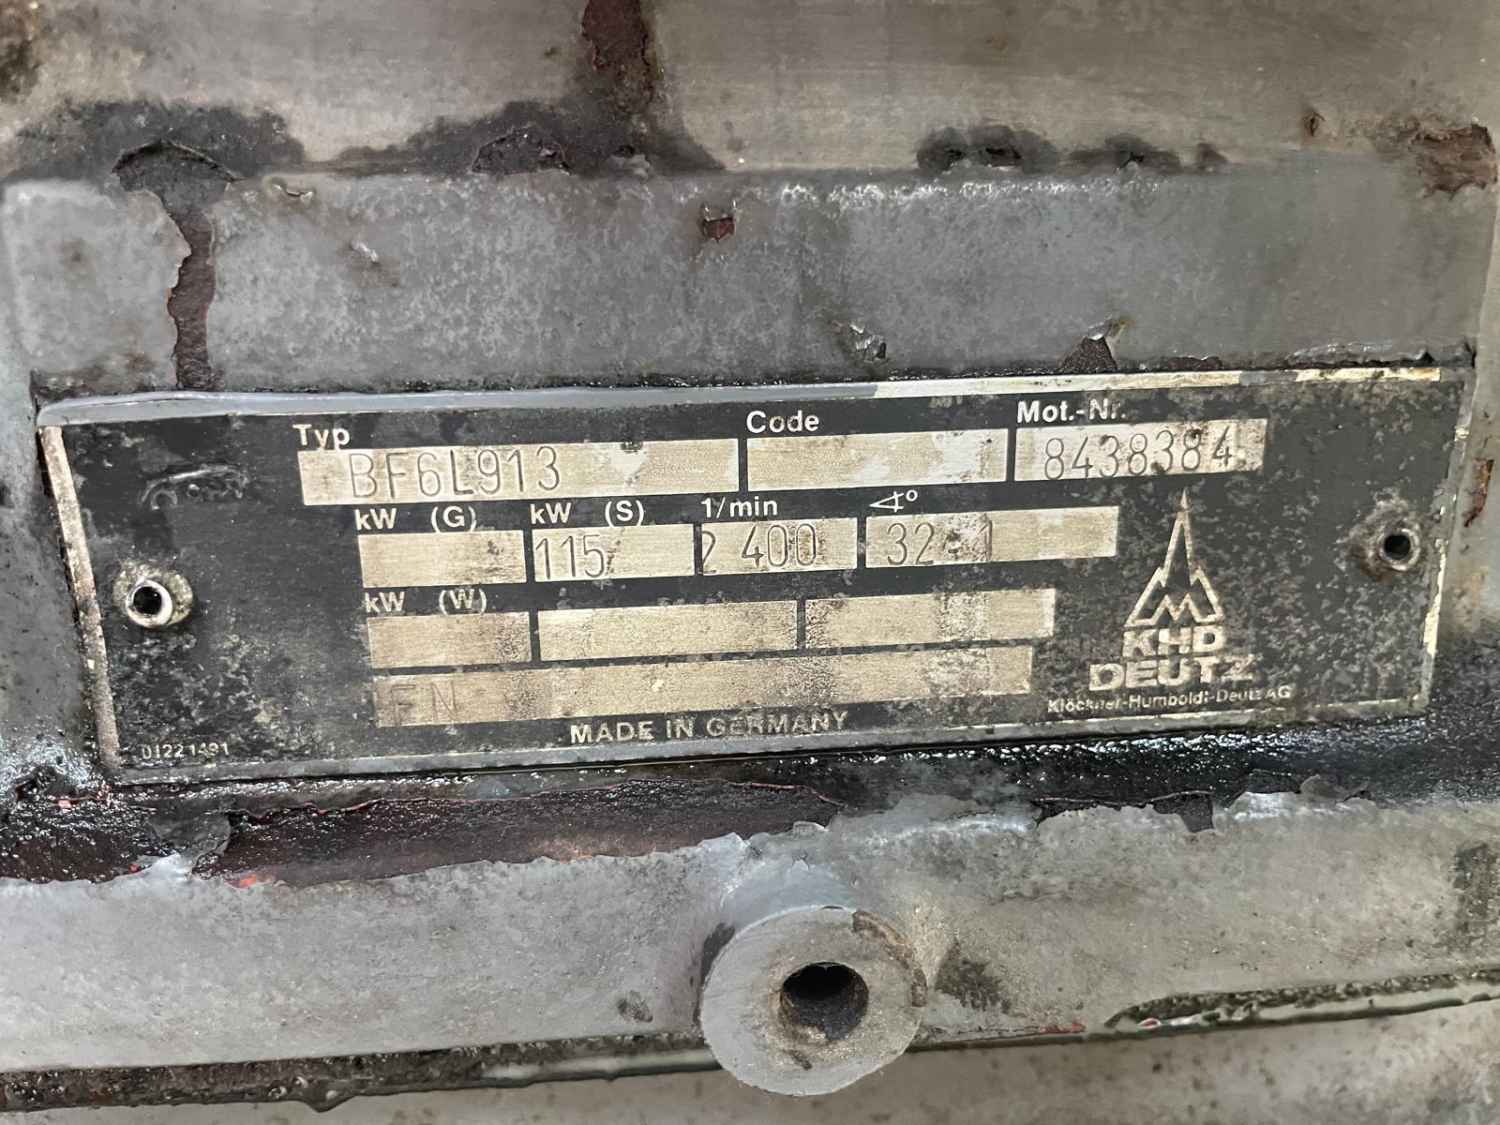 Typ Code Mot.-Nr.
BF6L913 8438384
kW (G) kW (S) 1/min ∢°
115 2 400 32-1
kW (W)
EN
KHD
DEUTZ
Klöckner-Humboldt-Deutz AG
MADE IN GERMANY
01221491